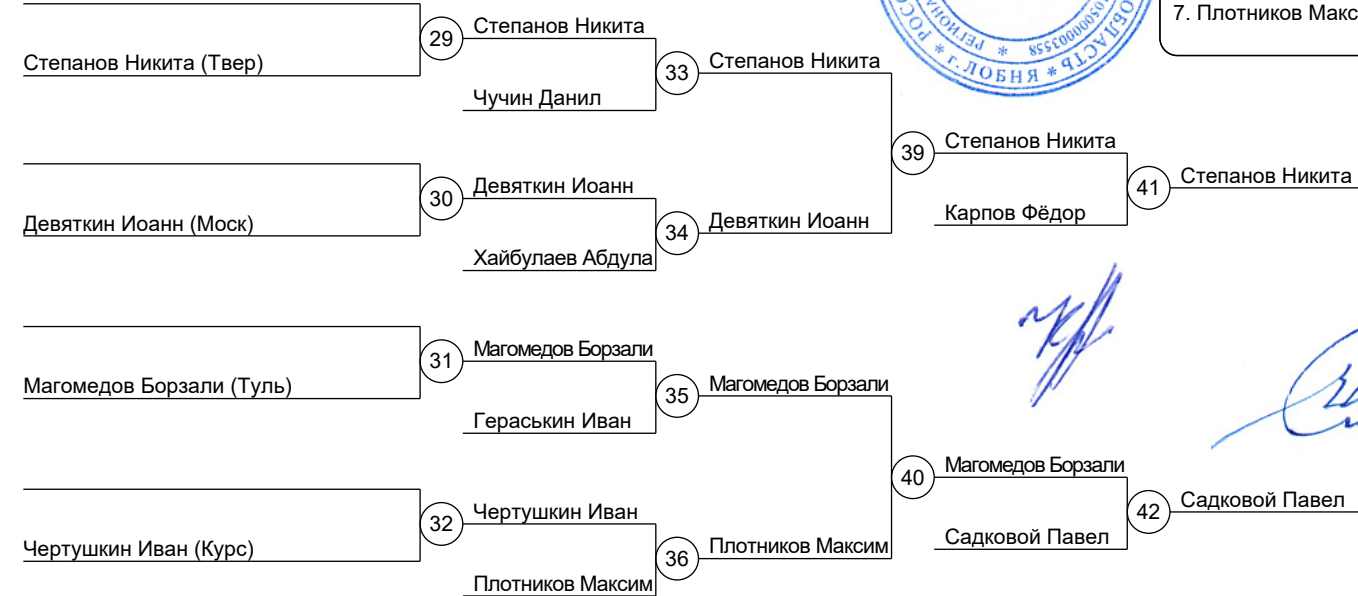 7. Плотников Макс
29
Степанов Никита
Степанов Никита (Твер)
33
Степанов Никита
Чучин Данил
39
Степанов Никита
41
Степанов Никита
30
Девяткин Иоанн
Карпов Фёдор
Девяткин Иоанн (Моск)
34
Девяткин Иоанн
Хайбулаев Абдула
31
Магомедов Борзали
Магомедов Борзали (Туль)
35
Магомедов Борзали
Гераськин Иван
40
Магомедов Борзали
42
Садковой Павел
32
Чертушкин Иван
Садковой Павел
Чертушкин Иван (Курс)
36
Плотников Максим
Плотников Максим
ОБЛАСТЬ * г. ЛОБНЯ *